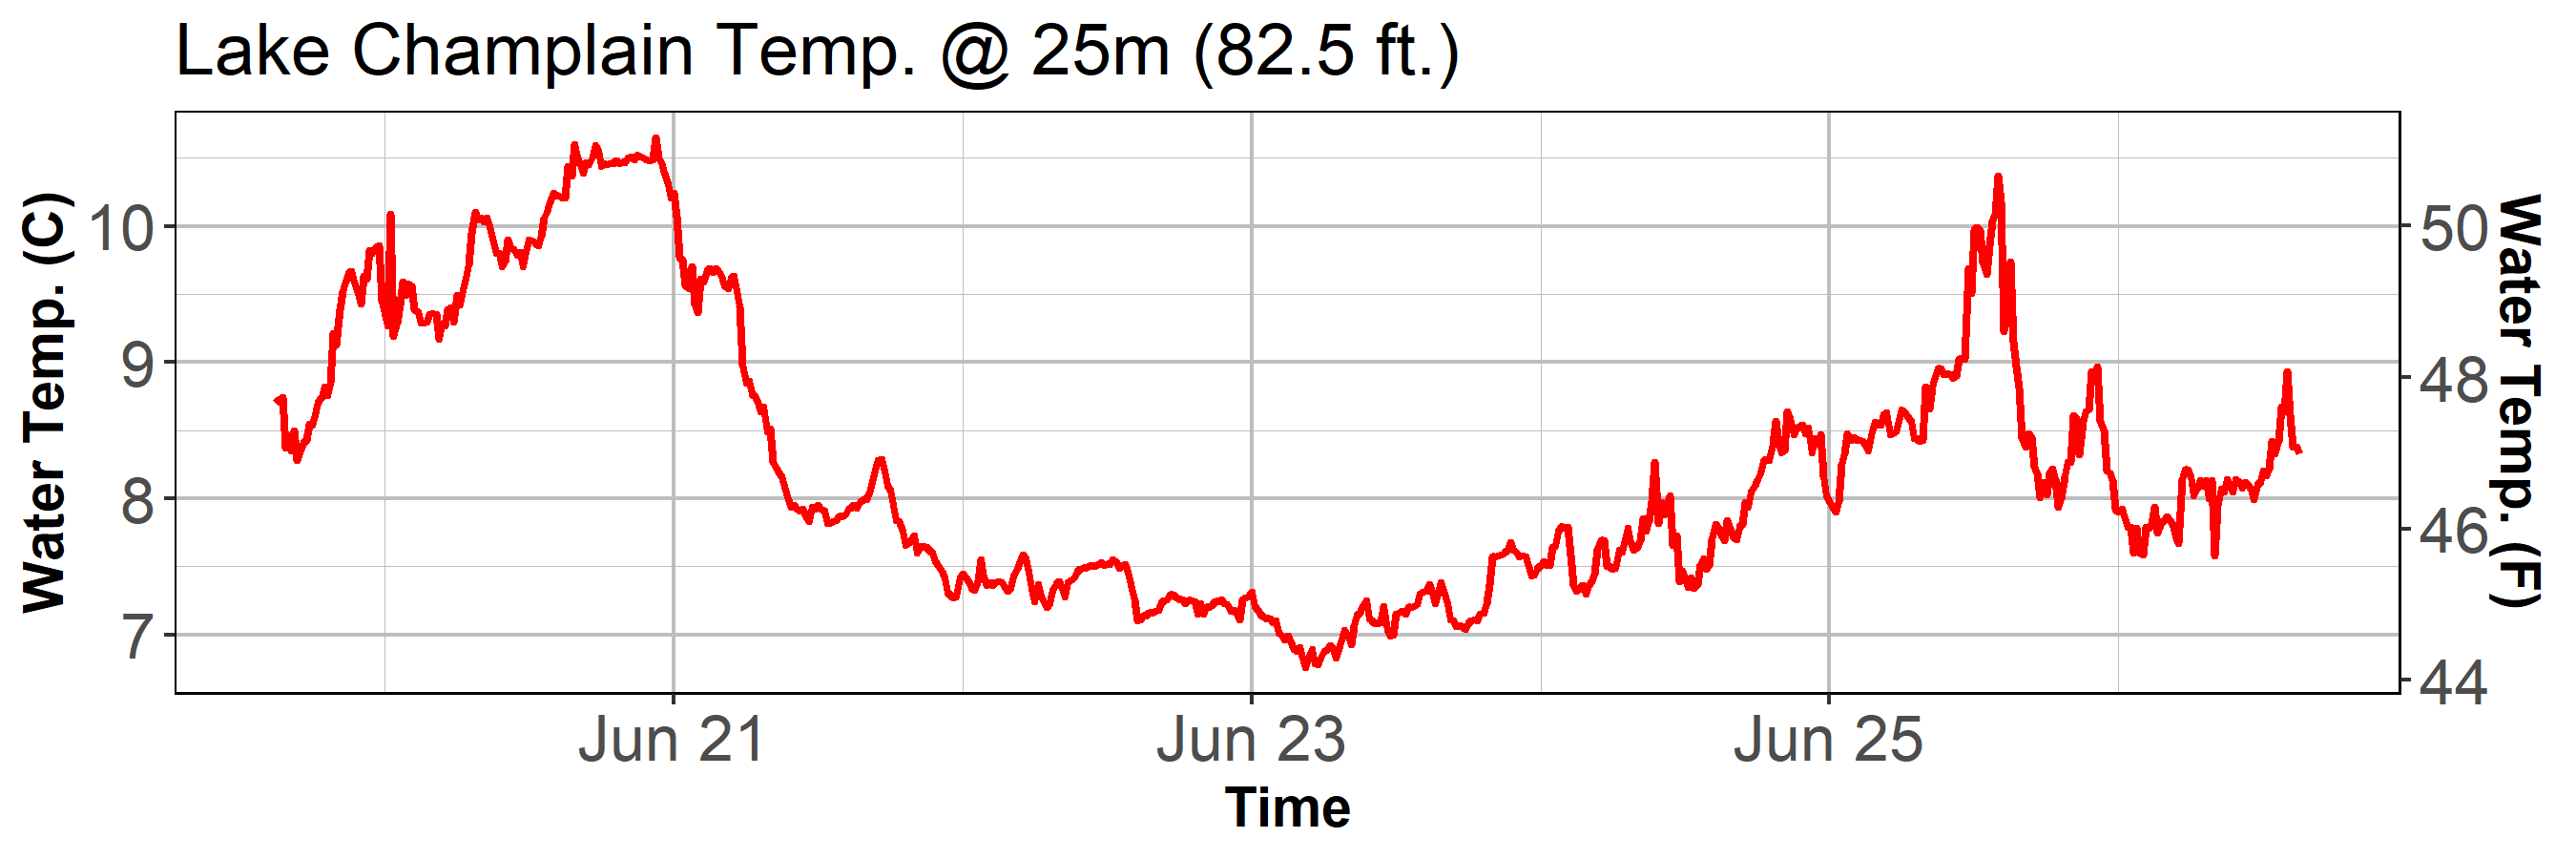 Lake Champlain Temp. @ 25m (82.5 ft.)
Water Temp. (C)
10
9
8
7
50
48
46
44
Water Temp. (F)
Jun 21
Jun 23
Jun 25
Time